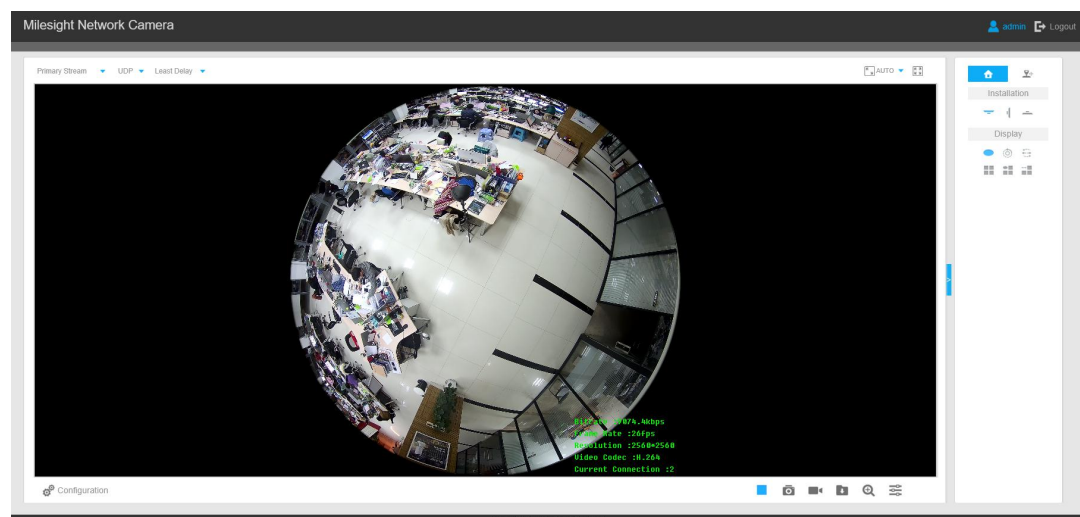 Milesight Network Camera
admin
Logout
Primary Stream UDP Least Delay
AUTO
Installation
Display
Bitrate :7074.4kbps
Frame Rate :26fps
Resolution :2560*2560
Video Codec :H.264
Current Connection :2
Configuration